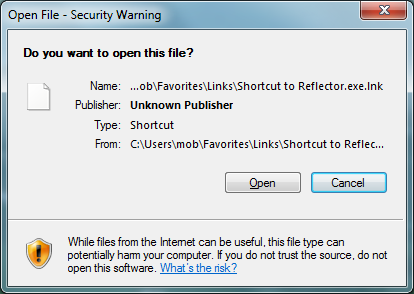 Open File - Security Warning
Do you want to open this file?
Name: ...ob\Favorites\Links\Shortcut to Reflector.exe.lnk
Publisher: Unknown Publisher
Type: Shortcut
From: C:\Users\mob\Favorites\Links\Shortcut to Reflec...
Open Cancel
While files from the Internet can be useful, this file type can
potentially harm your computer. If you do not trust the source, do not
open this software. What's the risk?